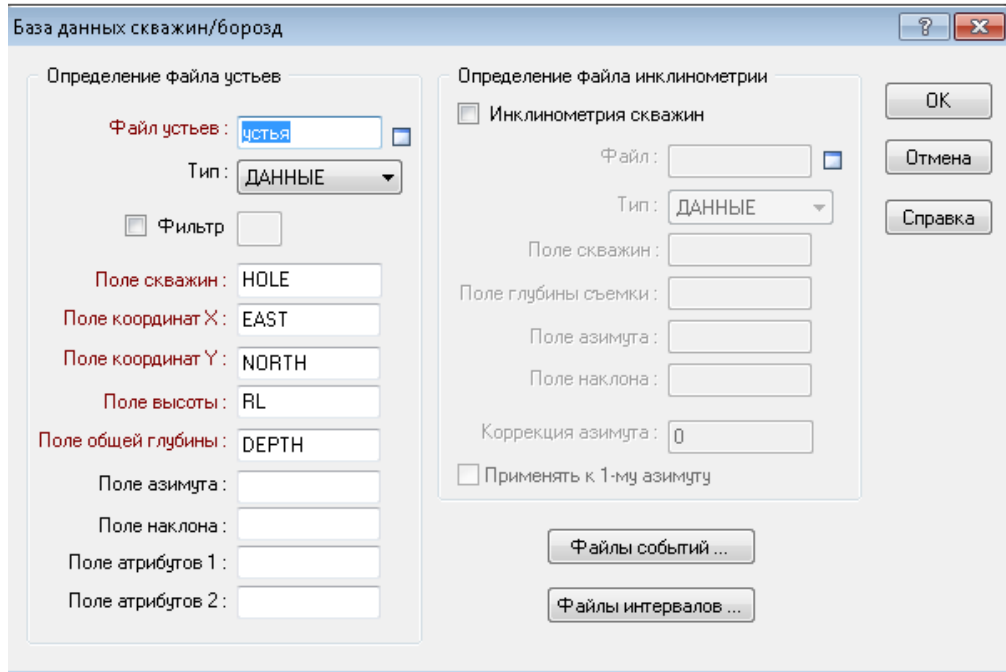 База данных скважин/борозд
Определение файла устьев
Файл устьев :
устья
Тип :
ДАННЫЕ
Фильтр
Поле скважин :
HOLE
Поле координат X :
EAST
Поле координат Y :
NORTH
Поле высоты :
RL
Поле общей глубины :
DEPTH
Поле азимута :
Поле наклона :
Поле атрибутов 1 :
Поле атрибутов 2 :
Определение файла инклинометрии
Инклинометрия скважин
Файл :
Тип :
ДАННЫЕ
Поле скважин :
Поле глубины съемки :
Поле азимута :
Поле наклона :
Коррекция азимута :
0
Применять к 1-му азимуту
Файлы событий ...
Файлы интервалов ...
OK
Отмена
Справка